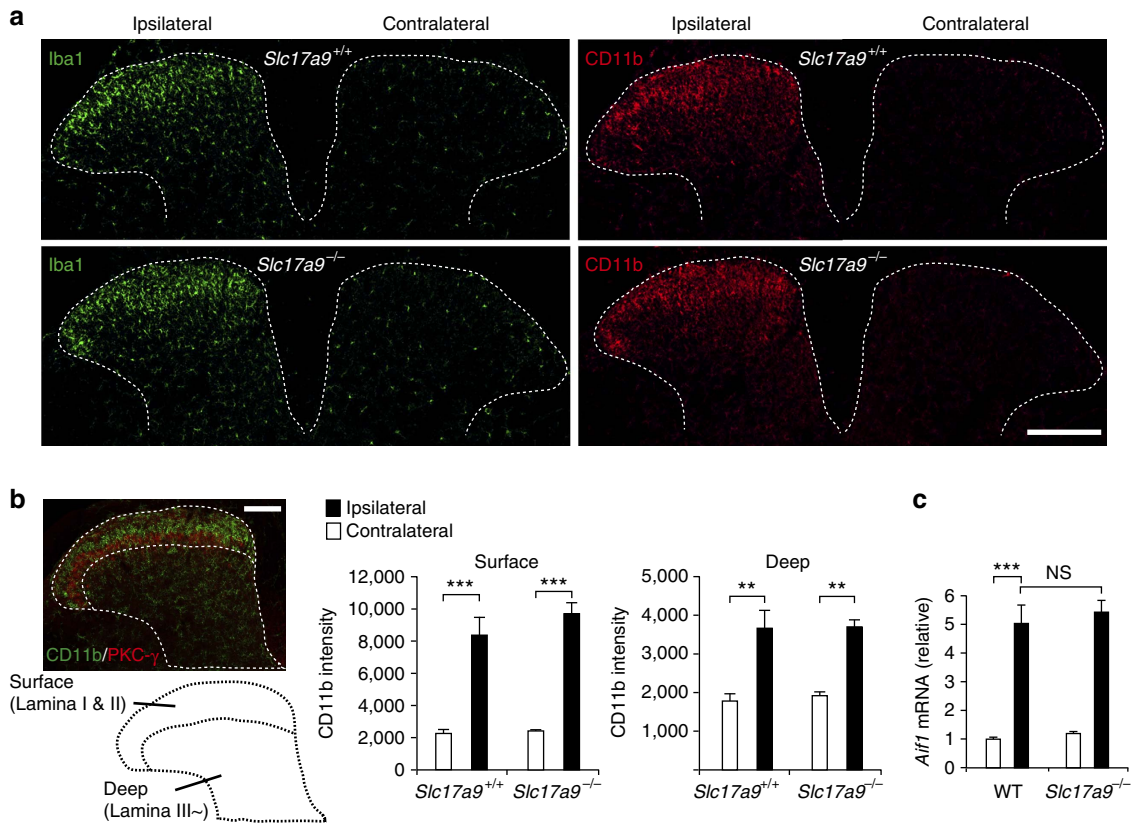 a
Ipsilateral Contralateral Ipsilateral Contralateral
Iba1 Slc17a9+/+ CD11b Slc17a9+/+
Iba1 Slc17a9−/− CD11b Slc17a9−/−
b
CD11b/PKC-γ
Surface
(Lamina I & II)
Deep
(Lamina III~)
Ipsilateral
Contralateral
Surface
CD11b intensity
12,000
10,000
8,000
6,000
4,000
2,000
0
*** ***
Slc17a9+/+ Slc17a9−/−
Deep
CD11b intensity
5,000
4,000
3,000
2,000
1,000
** **
Slc17a9+/+ Slc17a9−/−
c
Aif1 mRNA (relative)
6
5
4
3
2
1
0
*** NS
WT Slc17a9−/−